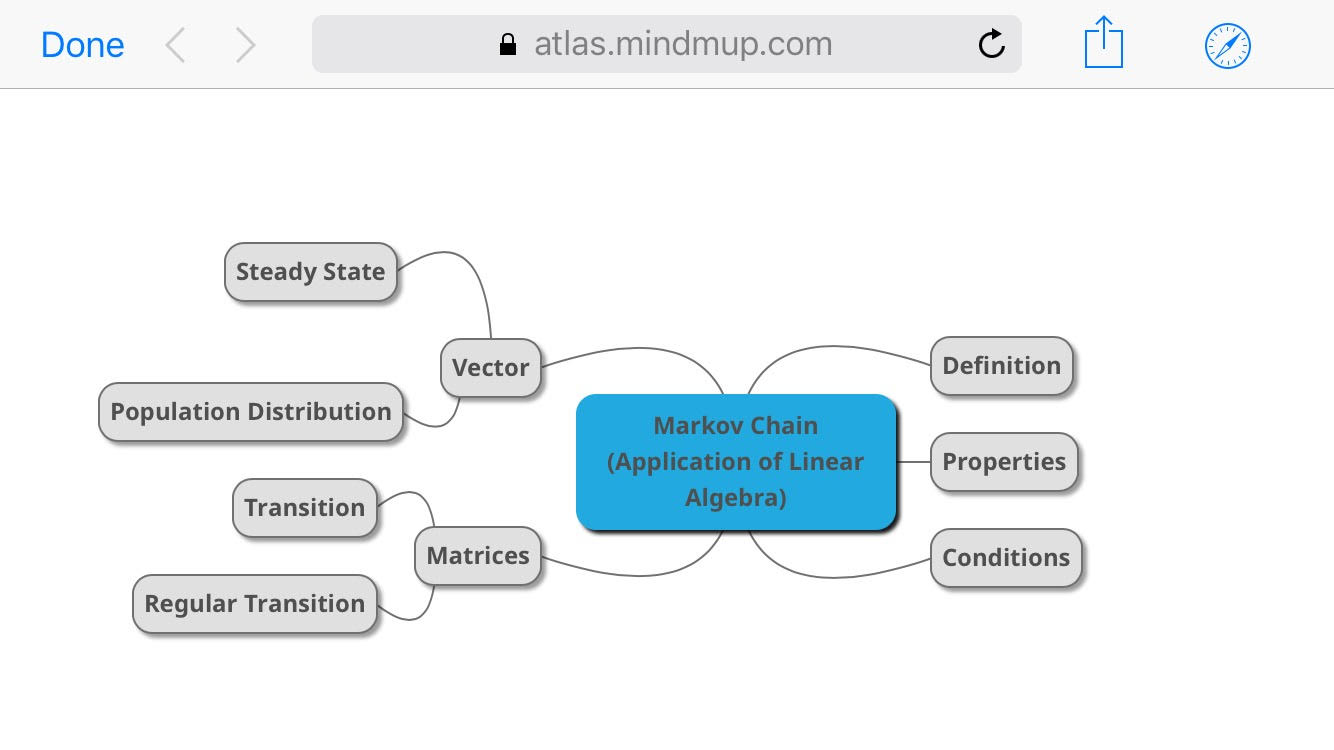 Done
atlas.mindmup.com
Steady State
Vector
Population Distribution
Transition
Matrices
Regular Transition
Markov Chain
(Application of Linear
Algebra)
Definition
Properties
Conditions